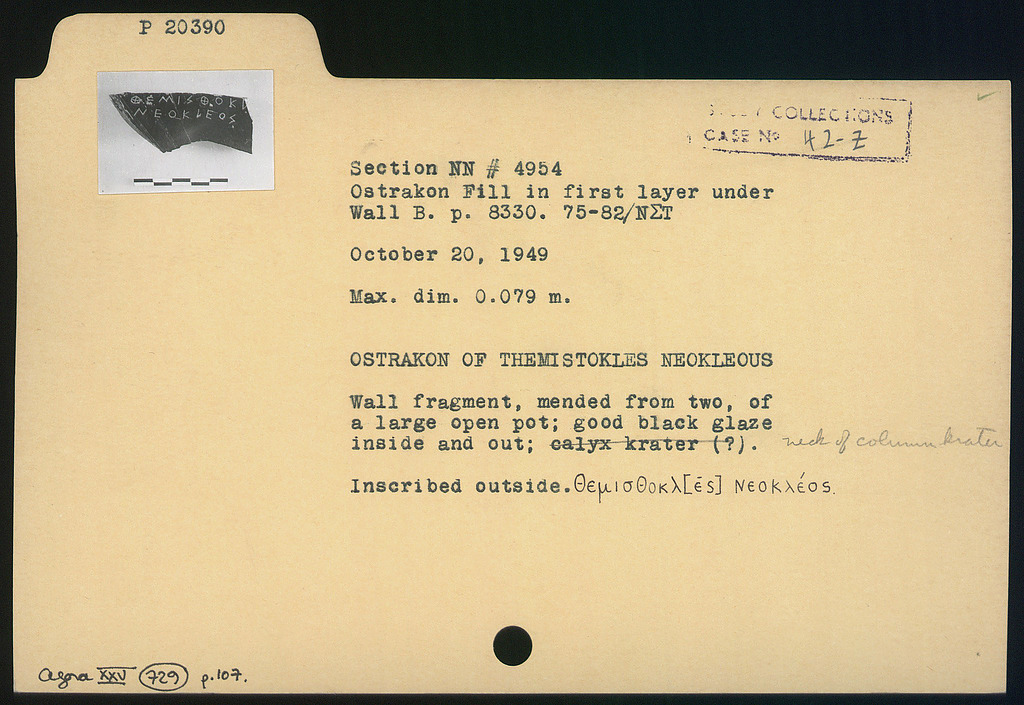 P 20390
ΘEMISΘOKL
NEOKLEOS
COLLECTIONS
CASE Nº 42-Z
Section NN # 4954
Ostrakon Fill in first layer under
Wall B. p. 8330. 75-82/ΝΣΤ
October 20, 1949
Max. dim. 0.079 m.
OSTRAKON OF THEMISTOKLES NEOKLEOUS
Wall fragment, mended from two, of
a large open pot; good black glaze
inside and out; calyx krater (?). neck of column krater
Inscribed outside. Θεμισθοκλ[ε̄ς] Νεοκλέος.
Agora XXV 729 p.107.